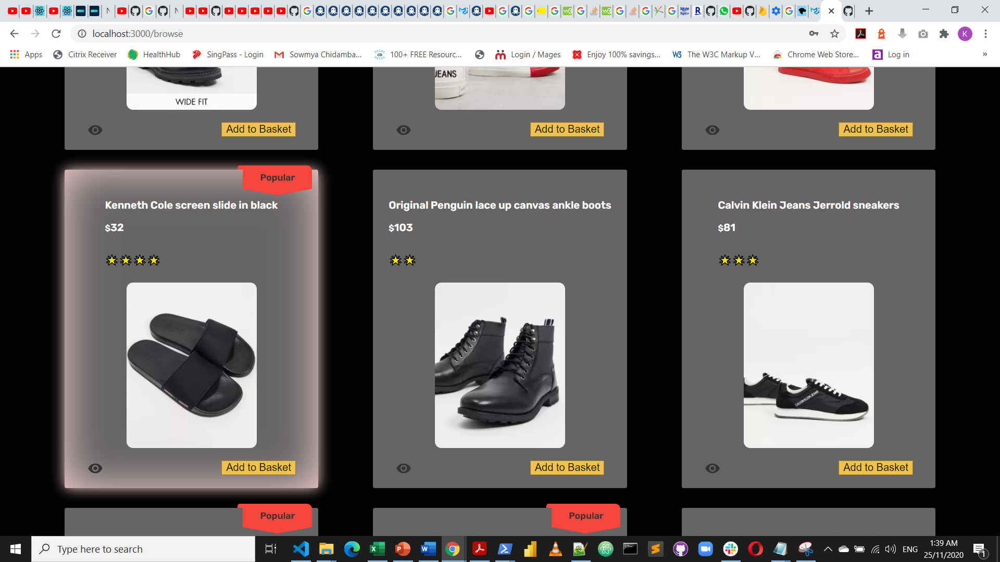 localhost:3000/browse
K
Apps
Citrix Receiver
HealthHub
SingPass - Login
Sowmya Chidamba...
100+ FREE Resourc...
Login / Mages
Enjoy 100% savings...
The W3C Markup V...
Chrome Web Store...
Log in
»
WIDE FIT
JEANS
Add to Basket
Add to Basket
Add to Basket
Popular
Kenneth Cole screen slide in black
$32
Add to Basket
Original Penguin lace up canvas ankle boots
$103
Add to Basket
Calvin Klein Jeans Jerrold sneakers
$81
CALVIN KLEIN JEANS
Add to Basket
Popular
Popular
Type here to search
ENG
1:39 AM
25/11/2020
1